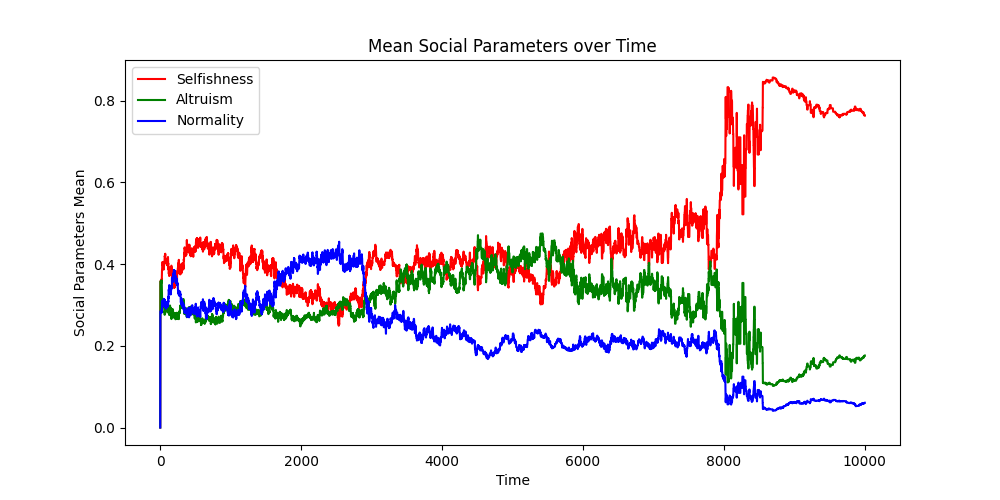 Mean Social Parameters over Time
Selfishness
Altruism
Normality
Social Parameters Mean
0.8
0.6
0.4
0.2
0.0
0 2000 4000 6000 8000 10000
Time